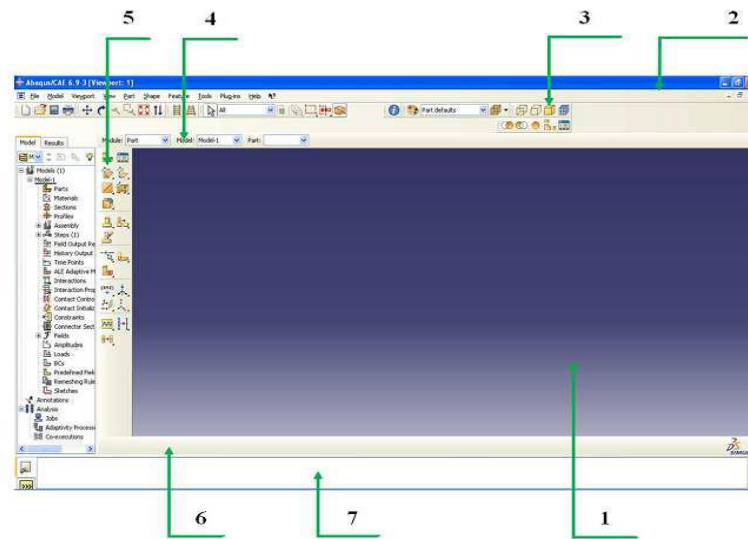 5 4 3 2
Abaqus/CAE 6.9-3 [Viewport: 1]
File Model Viewport View Part Shape Feature Tools Plug-ins Help
All
Part defaults
Model Results
Module: Part Model: Model-1 Part:
Models (1)
Model-1
Parts
Materials
Sections
Profiles
Assembly
Steps (1)
Field Output Re
History Output
Time Points
ALE Adaptive M
Interactions
Interaction Prop
Contact Contro
Contact Initializ
Constraints
Connector Sect
Fields
Amplitudes
Loads
BCs
Predefined Fiel
Remeshing Rule
Sketches
Annotations
Analysis
Jobs
Adaptivity Processe
Co-executions
6 7 1